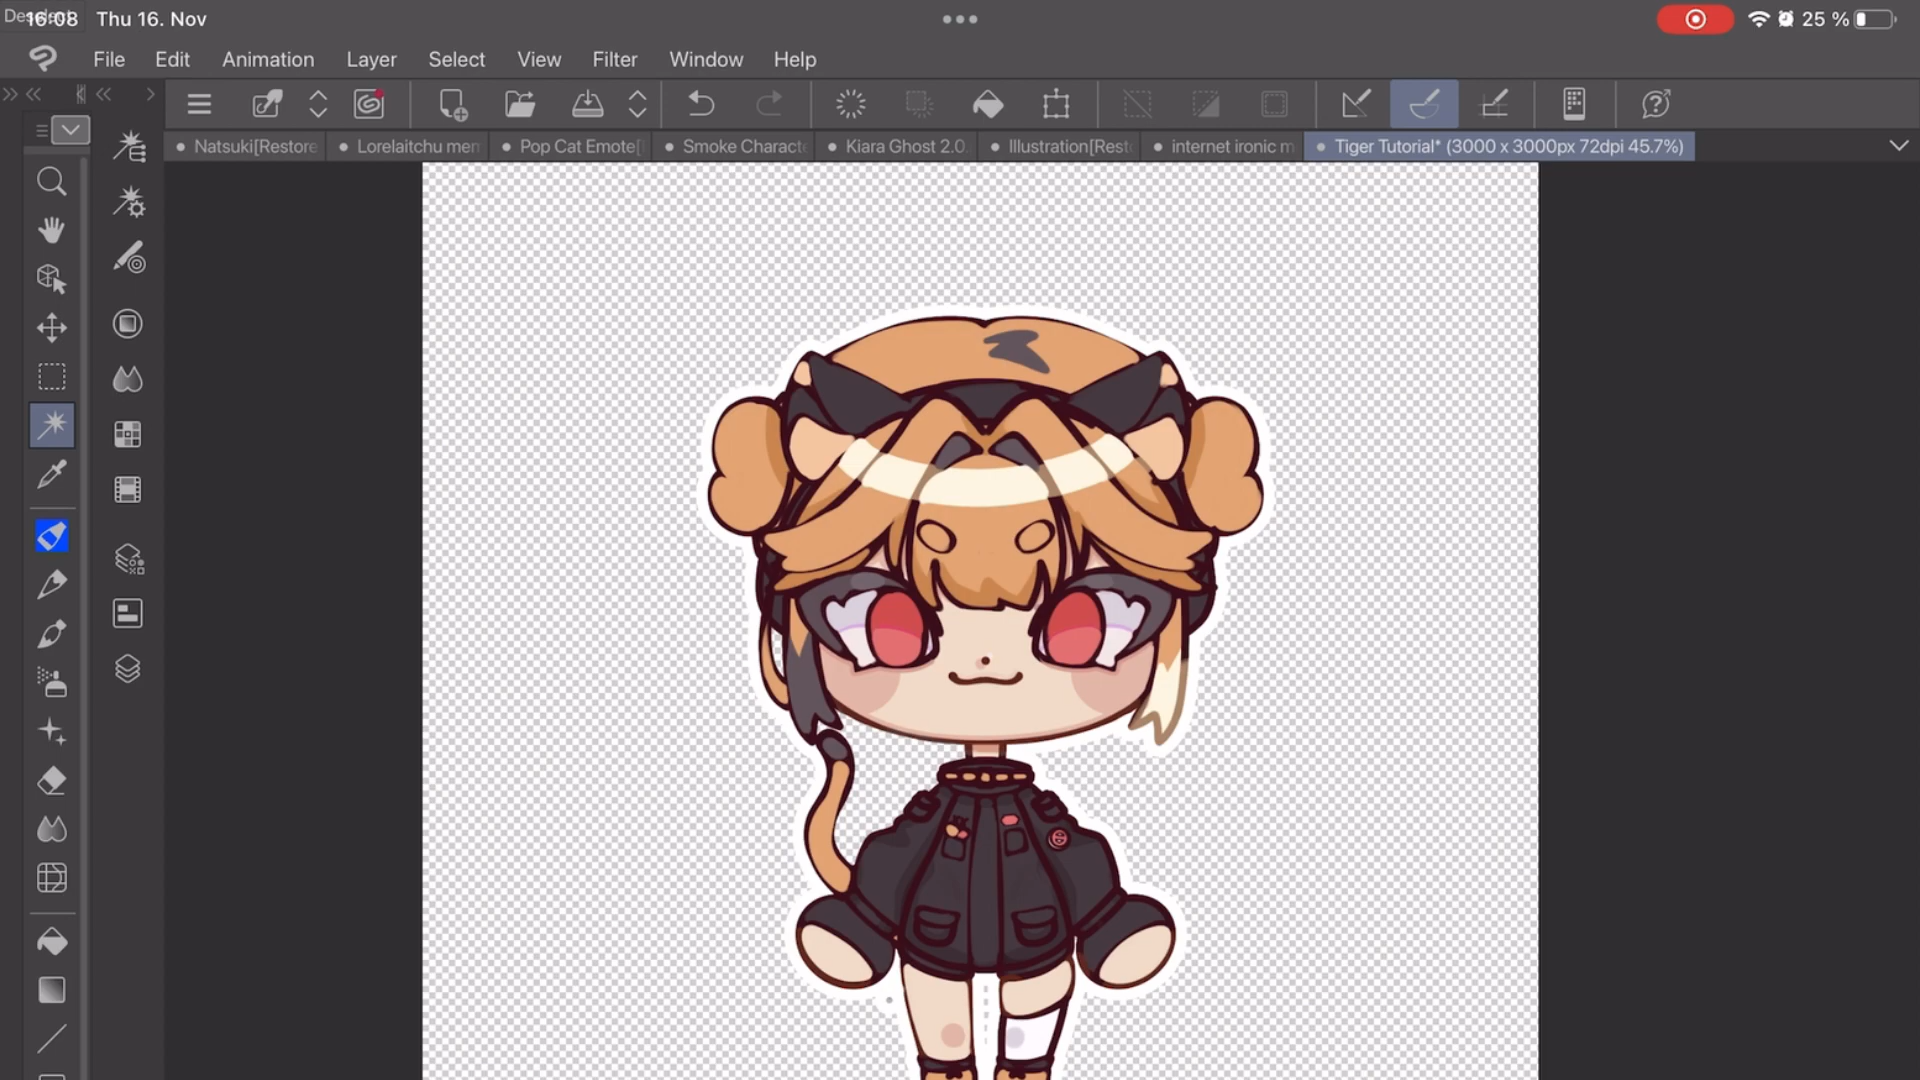 16:08 Thu 16. Nov 25 %
File Edit Animation Layer Select View Filter Window Help
Natsuki[Restore Lorelaitchu men Pop Cat Emote[ Smoke Characte Kiara Ghost 2.0. Illustration[Rest internet ironic m Tiger Tutorial* (3000 x 3000px 72dpi 45.7%)